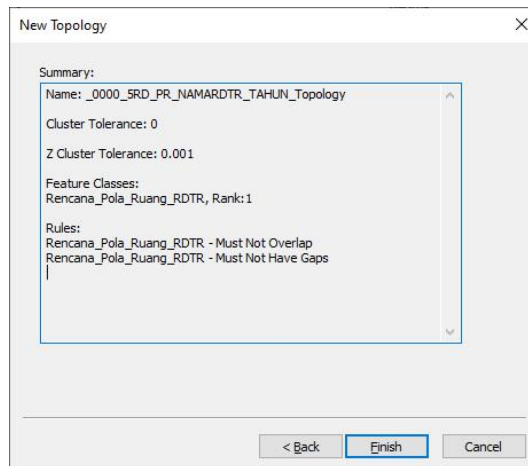 New Topology
Summary:
Name: _0000_5RD_PR_NAMARDTR_TAHUN_Topology
Cluster Tolerance: 0
Z Cluster Tolerance: 0.001
Feature Classes:
Rencana_Pola_Ruang_RDTR, Rank:1
Rules:
Rencana_Pola_Ruang_RDTR - Must Not Overlap
Rencana_Pola_Ruang_RDTR - Must Not Have Gaps
< Back Finish Cancel